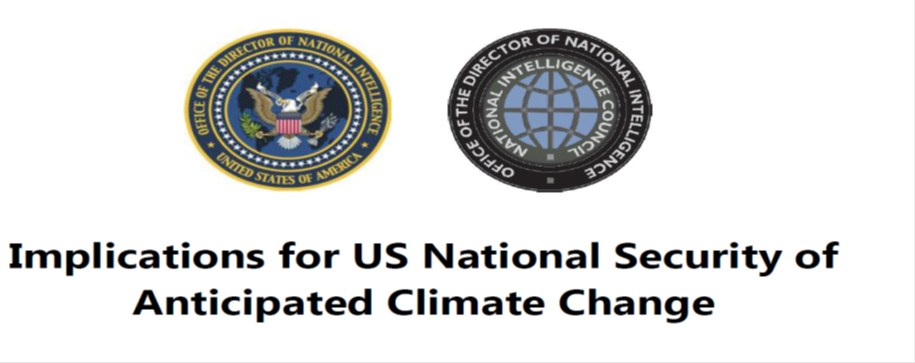 OFFICE OF THE DIRECTOR OF NATIONAL INTELLIGENCE
UNITED STATES OF AMERICA
OFFICE OF THE DIRECTOR OF NATIONAL INTELLIGENCE
NATIONAL INTELLIGENCE COUNCIL
Implications for US National Security of
Anticipated Climate Change